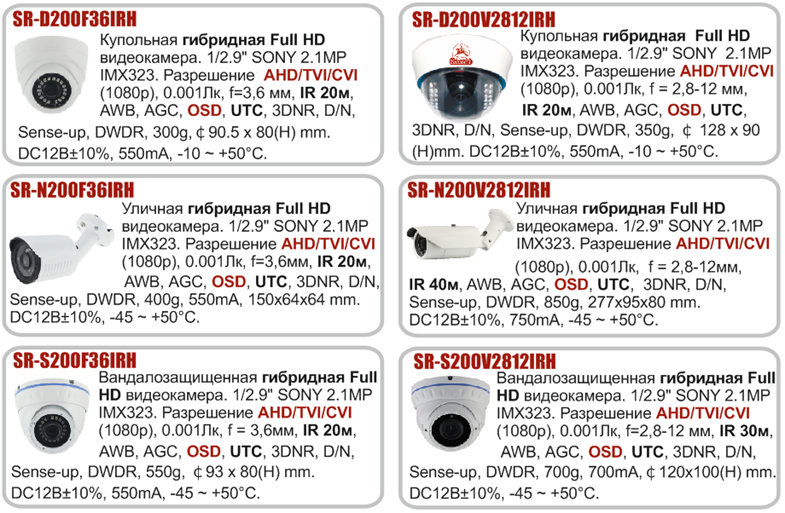 SR-D200F36IRH
Купольная гибридная Full HD
видеокамера. 1/2.9" SONY 2.1MP
IMX323. Разрешение AHD/TVI/CVI
(1080p), 0.001Лк, f=3,6 мм, IR 20м,
AWB, AGC, OSD, UTC, 3DNR, D/N,
Sense-up, DWDR, 300g, ¢ 90.5 x 80(H) mm.
DC12В±10%, 550mA, -10 ~ +50°C.
SR-D200V2812IRH
Купольная гибридная Full HD
видеокамера. 1/2.9" SONY 2.1MP
IMX323. Разрешение AHD/TVI/CVI
(1080p), 0.001Лк, f = 2,8-12 мм,
IR 20м, AWB, AGC, OSD, UTC,
3DNR, D/N, Sense-up, DWDR, 350g, ¢ 128 x 90
(H)mm. DC12В±10%, 550mA, -10 ~ +50°C.
SR-N200F36IRH
Уличная гибридная Full HD
видеокамера. 1/2.9" SONY 2.1MP
IMX323. Разрешение AHD/TVI/CVI
(1080p), 0.001Лк, f=3,6мм, IR 20м,
AWB, AGC, OSD, UTC, 3DNR, D/N,
Sense-up, DWDR, 400g, 550mA, 150x64x64 mm.
DC12В±10%, -45 ~ +50°C.
SR-N200V2812IRH
Уличная гибридная Full HD
видеокамера. 1/2.9" SONY 2.1MP
IMX323. Разрешение AHD/TVI/CVI
(1080p), 0.001Лк, f = 2,8-12мм,
IR 40м, AWB, AGC, OSD, UTC, 3DNR, D/N,
Sense-up, DWDR, 850g, 277x95x80 mm.
DC12В±10%, 750mA, -45 ~ +50°C.
SR-S200F36IRH
Вандалозащищенная гибридная Full
HD видеокамера. 1/2.9" SONY 2.1MP
IMX323. Разрешение AHD/TVI/CVI
(1080p), 0.001Лк, f = 3,6мм, IR 20м,
AWB, AGC, OSD, UTC, 3DNR, D/N,
Sense-up, DWDR, 550g, ¢ 93 x 80(H) mm.
DC12В±10%, 550mA, -45 ~ +50°C.
SR-S200V2812IRH
Вандалозащищенная гибридная Full
HD видеокамера. 1/2.9" SONY 2.1MP
IMX323. Разрешение AHD/TVI/CVI
(1080p), 0.001Лк, f=2,8-12 мм, IR 30м,
AWB, AGC, OSD, UTC, 3DNR, D/N,
Sense-up, DWDR, 700g, 700mA, ¢ 120x100(H) mm.
DC12В±10%, -45 ~ +50°C.